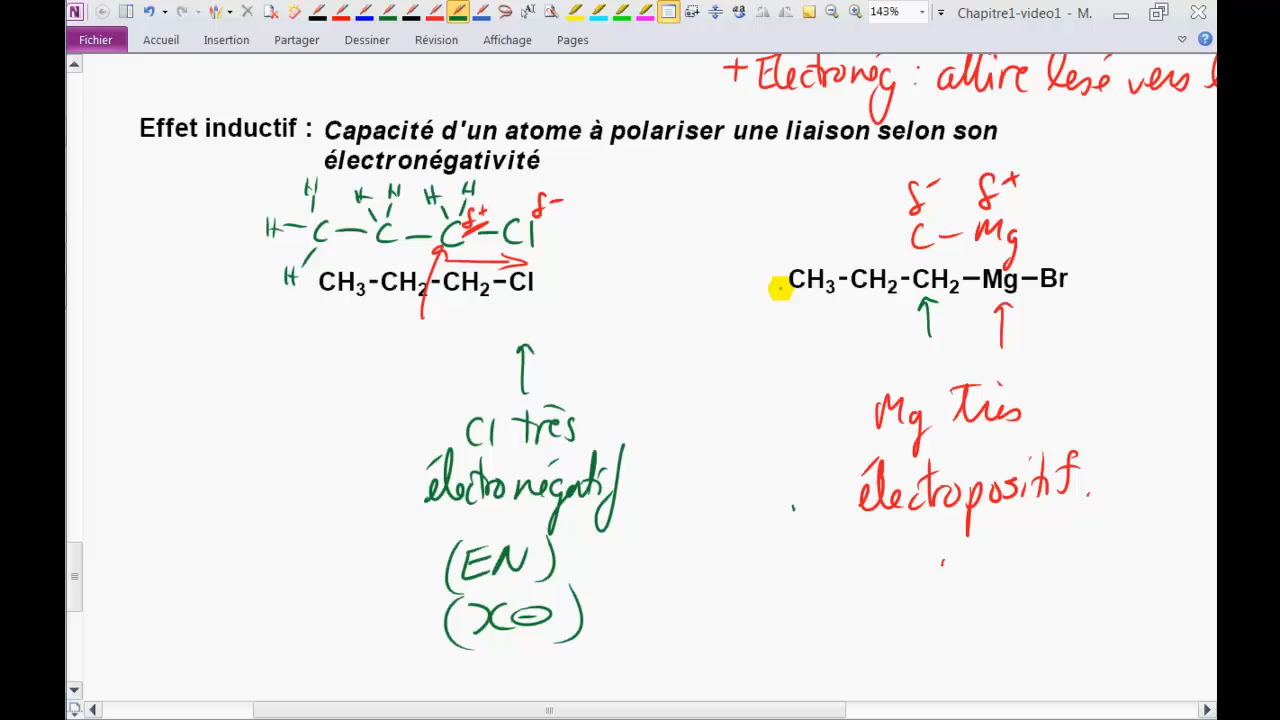 143%
Chapitre1-video1 - M.
Fichier Accueil Insertion Partager Dessiner Révision Affichage Pages
+ Electronég : attire les é vers l
Effet inductif : Capacité d'un atome à polariser une liaison selon son
électronégativité
H H H H H
δ+ δ-
H C C C Cl
H
δ- δ+
C Mg
CH3-CH2-CH2-Cl
CH3-CH2-CH2-Mg-Br
Cl très
électronégatif
(EN)
(X⊖)
Mg très
électropositif.